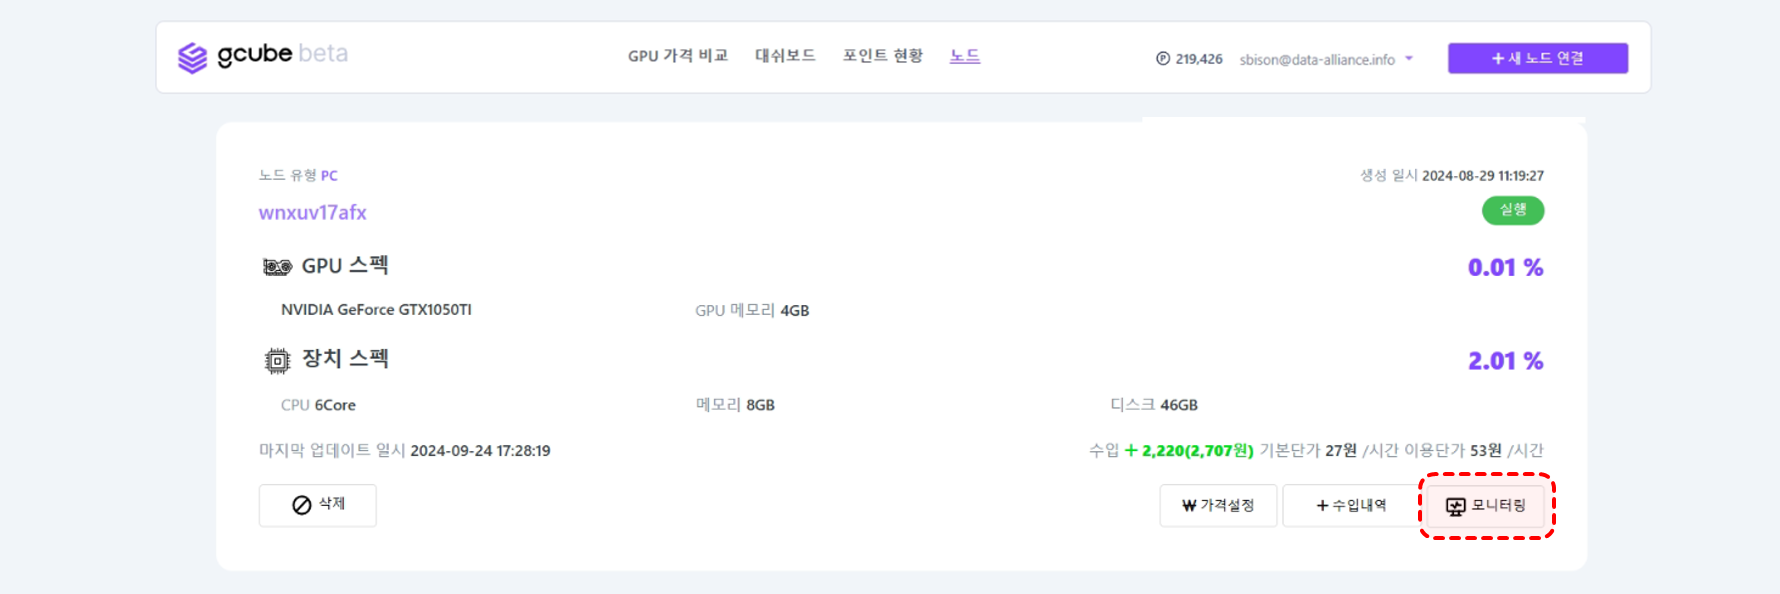 gcube beta
GPU 가격 비교 대쉬보드 포인트 현황 노드
Ⓟ 219,426 sbison@data-alliance.info
+ 새 노드 연결
노드 유형 PC
생성 일시 2024-08-29 11:19:27
wnxuv17afx
실행
GPU 스펙
0.01 %
NVIDIA GeForce GTX1050TI
GPU 메모리 4GB
장치 스펙
2.01 %
CPU 6Core
메모리 8GB
디스크 46GB
마지막 업데이트 일시 2024-09-24 17:28:19
수입 + 2,220(2,707원) 기본단가 27원 /시간 이용단가 53원 /시간
삭제
₩ 가격설정
+ 수입내역
모니터링